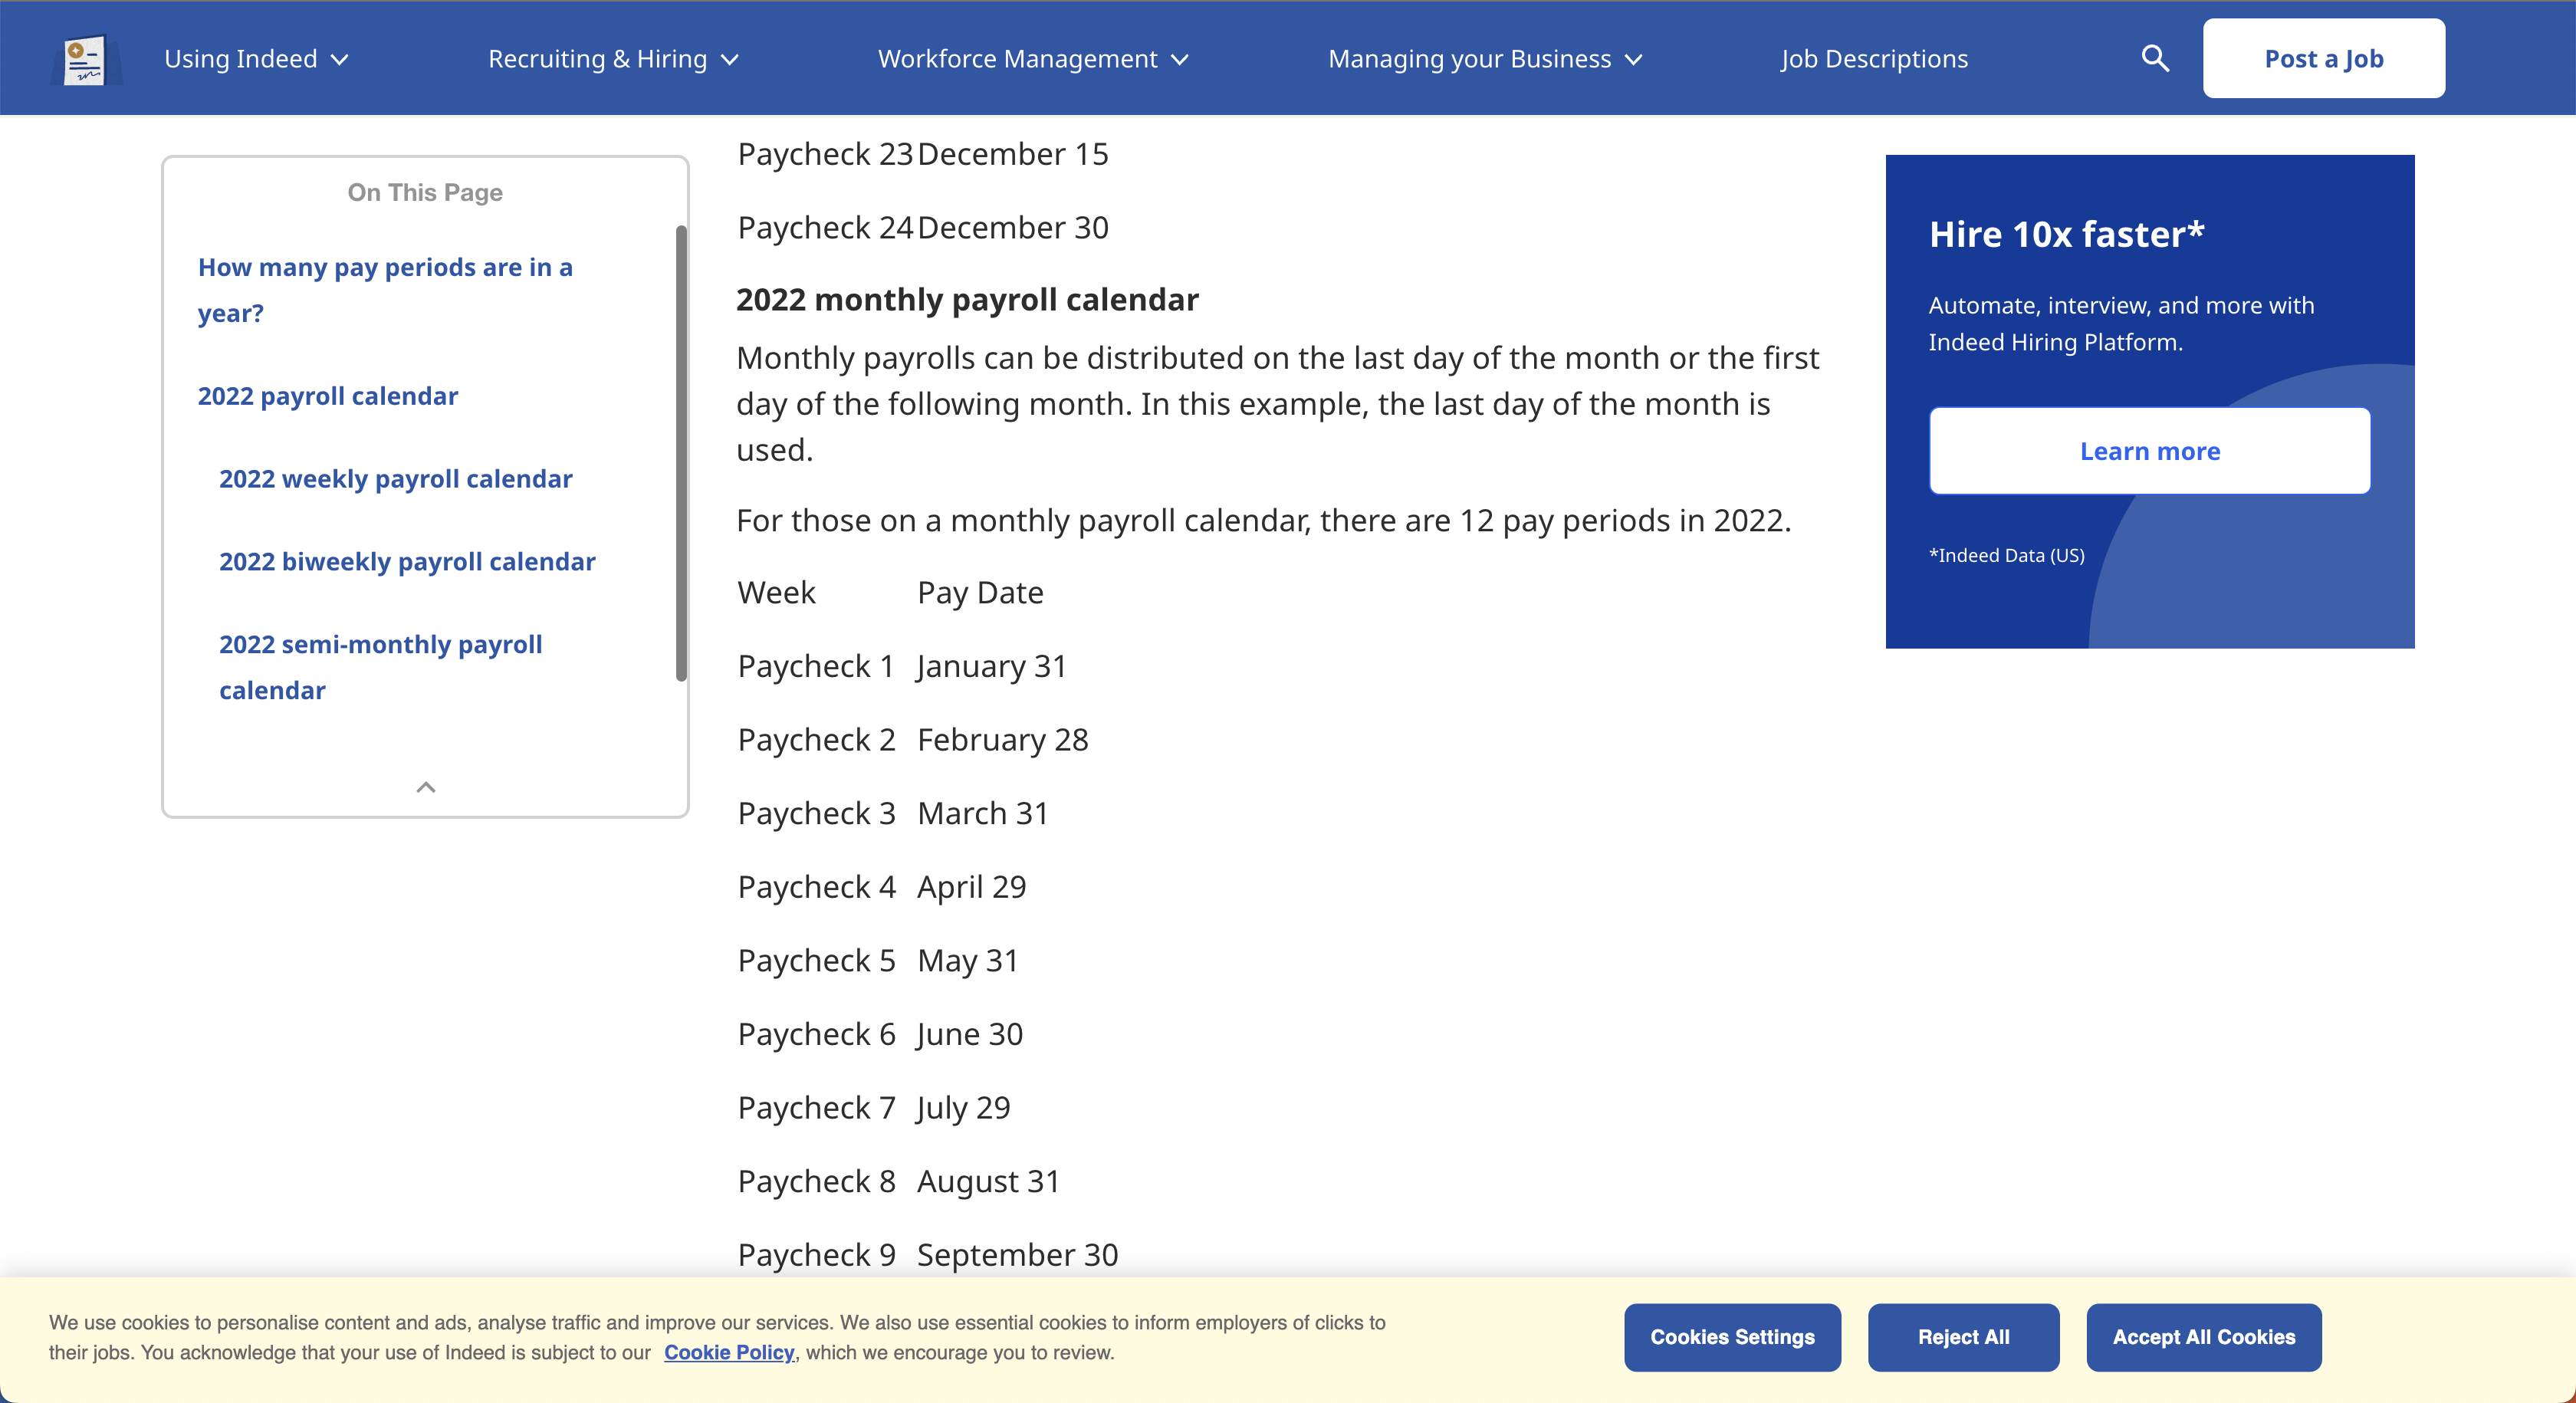 Using Indeed
Recruiting & Hiring
Workforce Management
Managing your Business
Job Descriptions
Post a Job
On This Page
How many pay periods are in a
year?
2022 payroll calendar
2022 weekly payroll calendar
2022 biweekly payroll calendar
2022 semi-monthly payroll
calendar
Paycheck 23 December 15
Paycheck 24 December 30
2022 monthly payroll calendar
Monthly payrolls can be distributed on the last day of the month or the first
day of the following month. In this example, the last day of the month is
used.
For those on a monthly payroll calendar, there are 12 pay periods in 2022.
Week Pay Date
Paycheck 1 January 31
Paycheck 2 February 28
Paycheck 3 March 31
Paycheck 4 April 29
Paycheck 5 May 31
Paycheck 6 June 30
Paycheck 7 July 29
Paycheck 8 August 31
Paycheck 9 September 30
Hire 10x faster*
Automate, interview, and more with
Indeed Hiring Platform.
Learn more
*Indeed Data (US)
We use cookies to personalise content and ads, analyse traffic and improve our services. We also use essential cookies to inform employers of clicks to
their jobs. You acknowledge that your use of Indeed is subject to our Cookie Policy, which we encourage you to review.
Cookies Settings
Reject All
Accept All Cookies